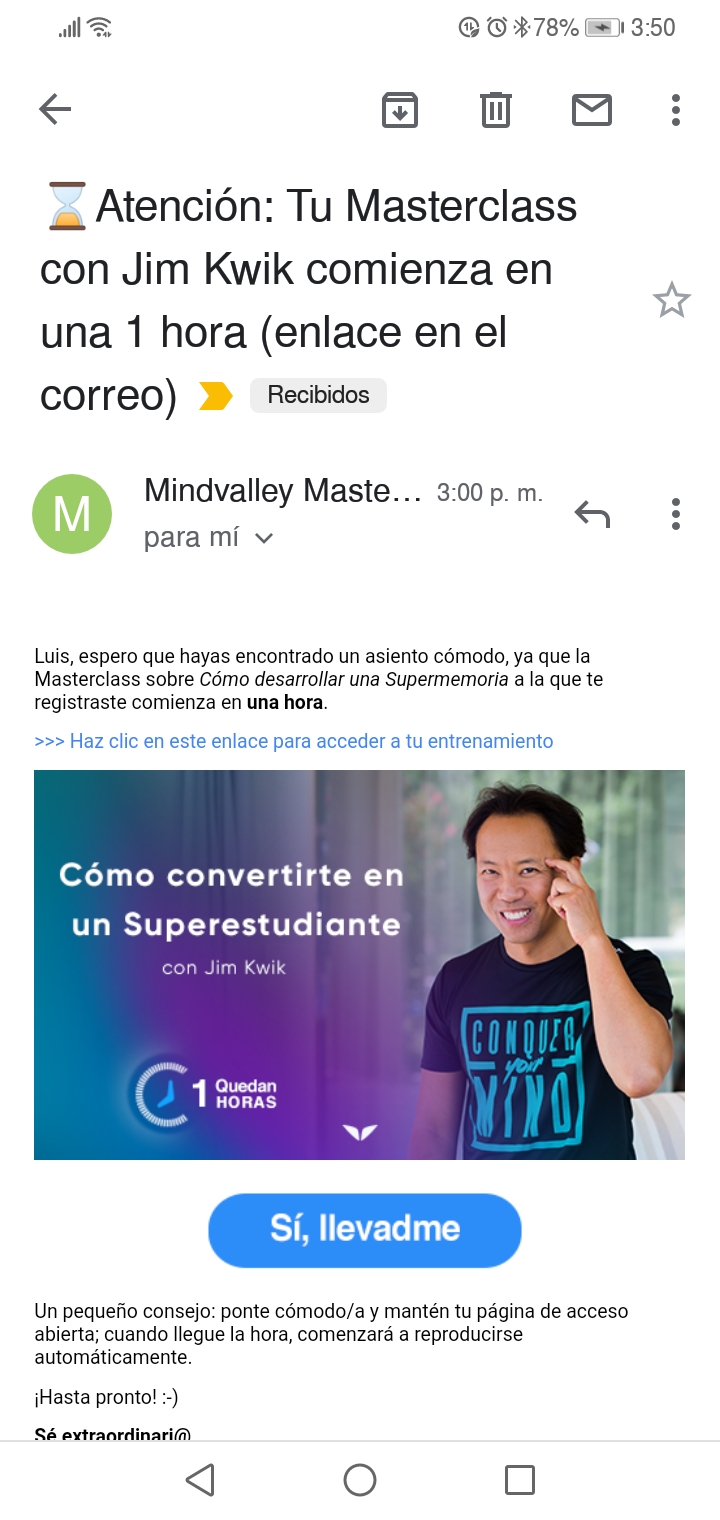 78% 3:50
Atención: Tu Masterclass
con Jim Kwik comienza en
una 1 hora (enlace en el
correo) Recibidos
M
Mindvalley Maste... 3:00 p. m.
para mí
Luis, espero que hayas encontrado un asiento cómodo, ya que la
Masterclass sobre Cómo desarrollar una Supermemoria a la que te
registraste comienza en una hora.
>>> Haz clic en este enlace para acceder a tu entrenamiento
Cómo convertirte en
un Superestudiante
con Jim Kwik
1 Quedan
HORAS
CONQUER
your
MIND
Sí, llevadme
Un pequeño consejo: ponte cómodo/a y mantén tu página de acceso
abierta; cuando llegue la hora, comenzará a reproducirse
automáticamente.
¡Hasta pronto! :-)
Sé extraordinari@